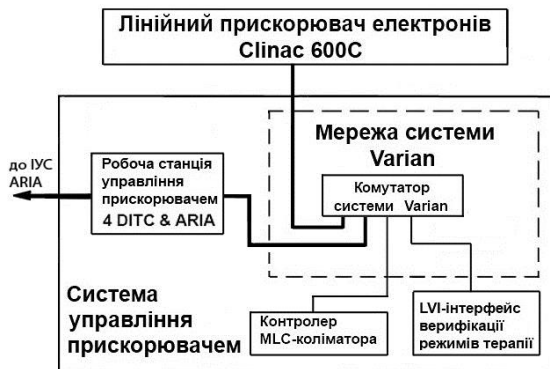 Лінійний прискорювач електронів
Clinac 600C
Мережа системи
Varian
до ІУС
ARIA
Робоча станція
управління
прискорювачем
4 DITC & ARIA
Комутатор
системи Varian
Система
управління
прискорювачем
Контролер
MLC-коліматора
LVI-інтерфейс
верифікації
режимів терапії